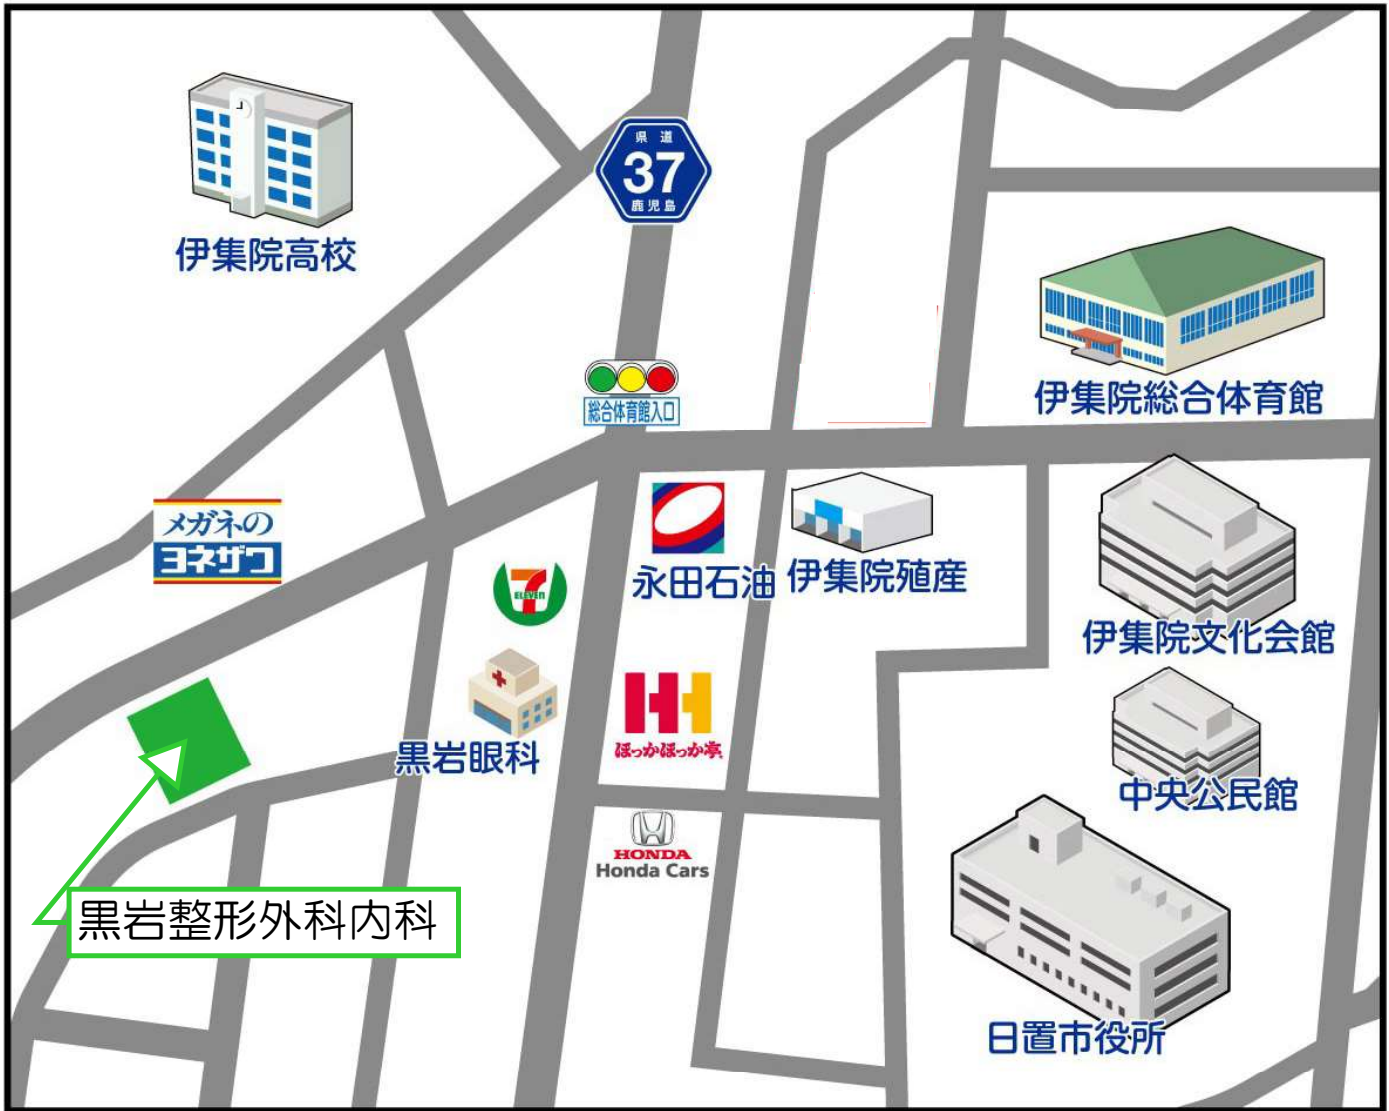 県道
37
鹿児島
伊集院高校
伊集院総合体育館
総合体育館入口
メガネの
ヨネザワ
7
ELEVEN
永田石油
伊集院殖産
伊集院文化会館
黒岩眼科
ほっかほっか亭
中央公民館
HONDA
Honda Cars
黒岩整形外科内科
日置市役所